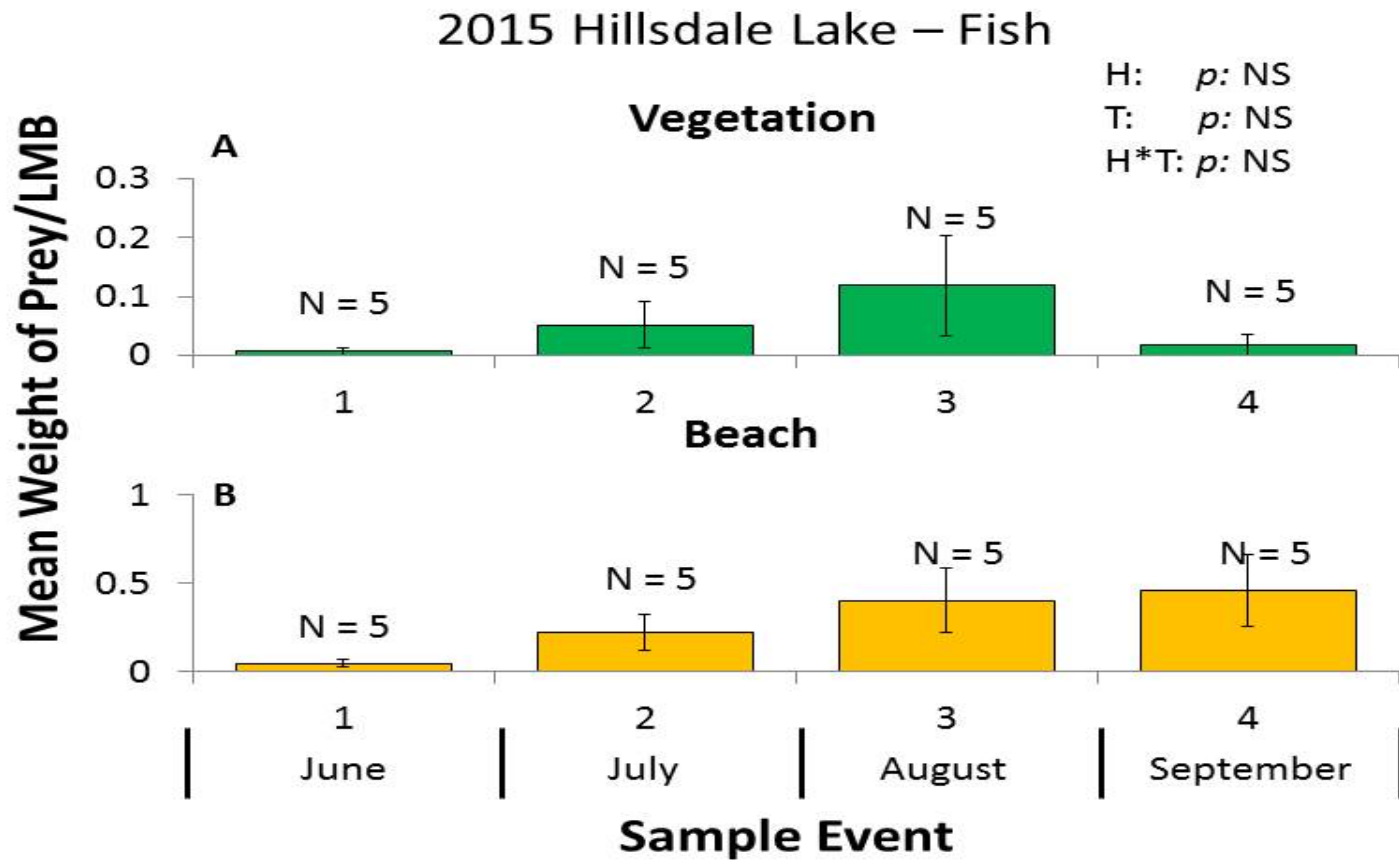 2015 Hillsdale Lake – Fish
H: p: NS
T: p: NS
H*T: p: NS
Mean Weight of Prey/LMB
Vegetation
A
0.3
0.2
0.1
0
N = 5
N = 5
N = 5
N = 5
1 2 3 4
Beach
B
1
0.5
0
N = 5
N = 5
N = 5
N = 5
1 2 3 4
June July August September
Sample Event